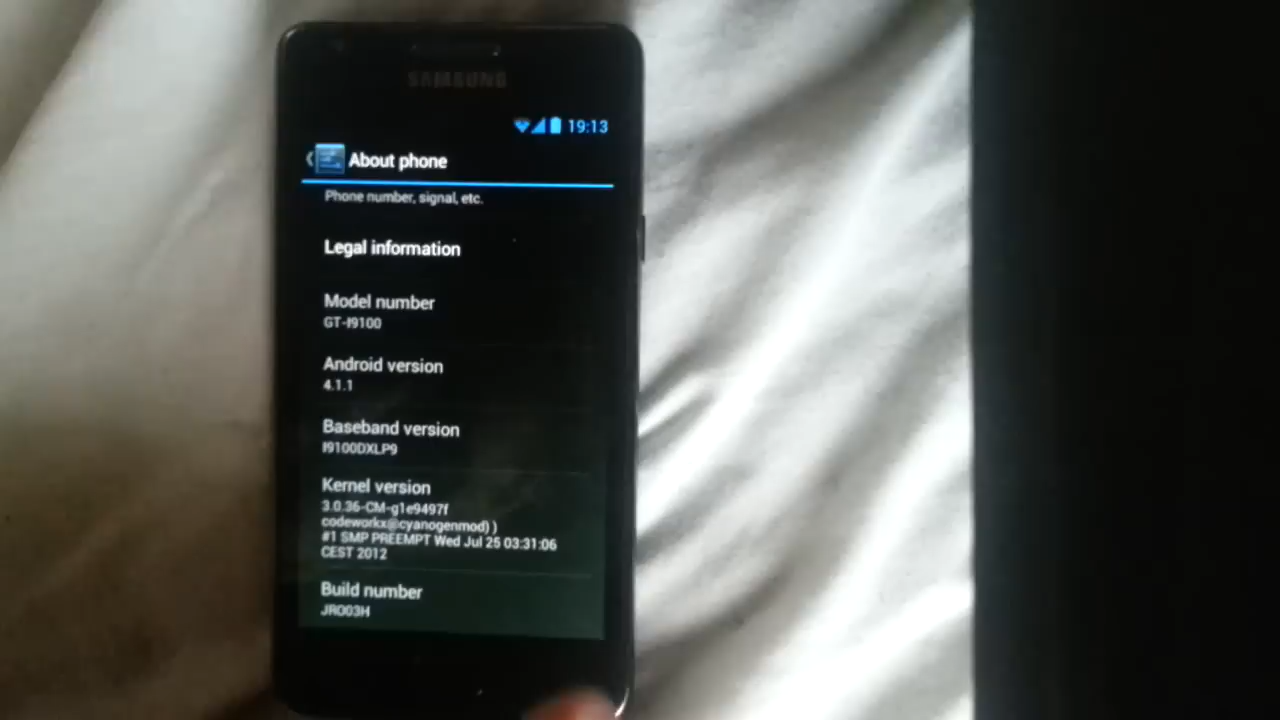 SAMSUNG
19:13
About phone
Phone number, signal, etc.
Legal information
Model number
GT-I9100
Android version
4.1.1
Baseband version
I9100DXLP9
Kernel version
3.0.36-CM-g1e9497f
codeworkx@cyanogenmod) )
#1 SMP PREEMPT Wed Jul 25 03:31:06
CEST 2012
Build number
JRO03H